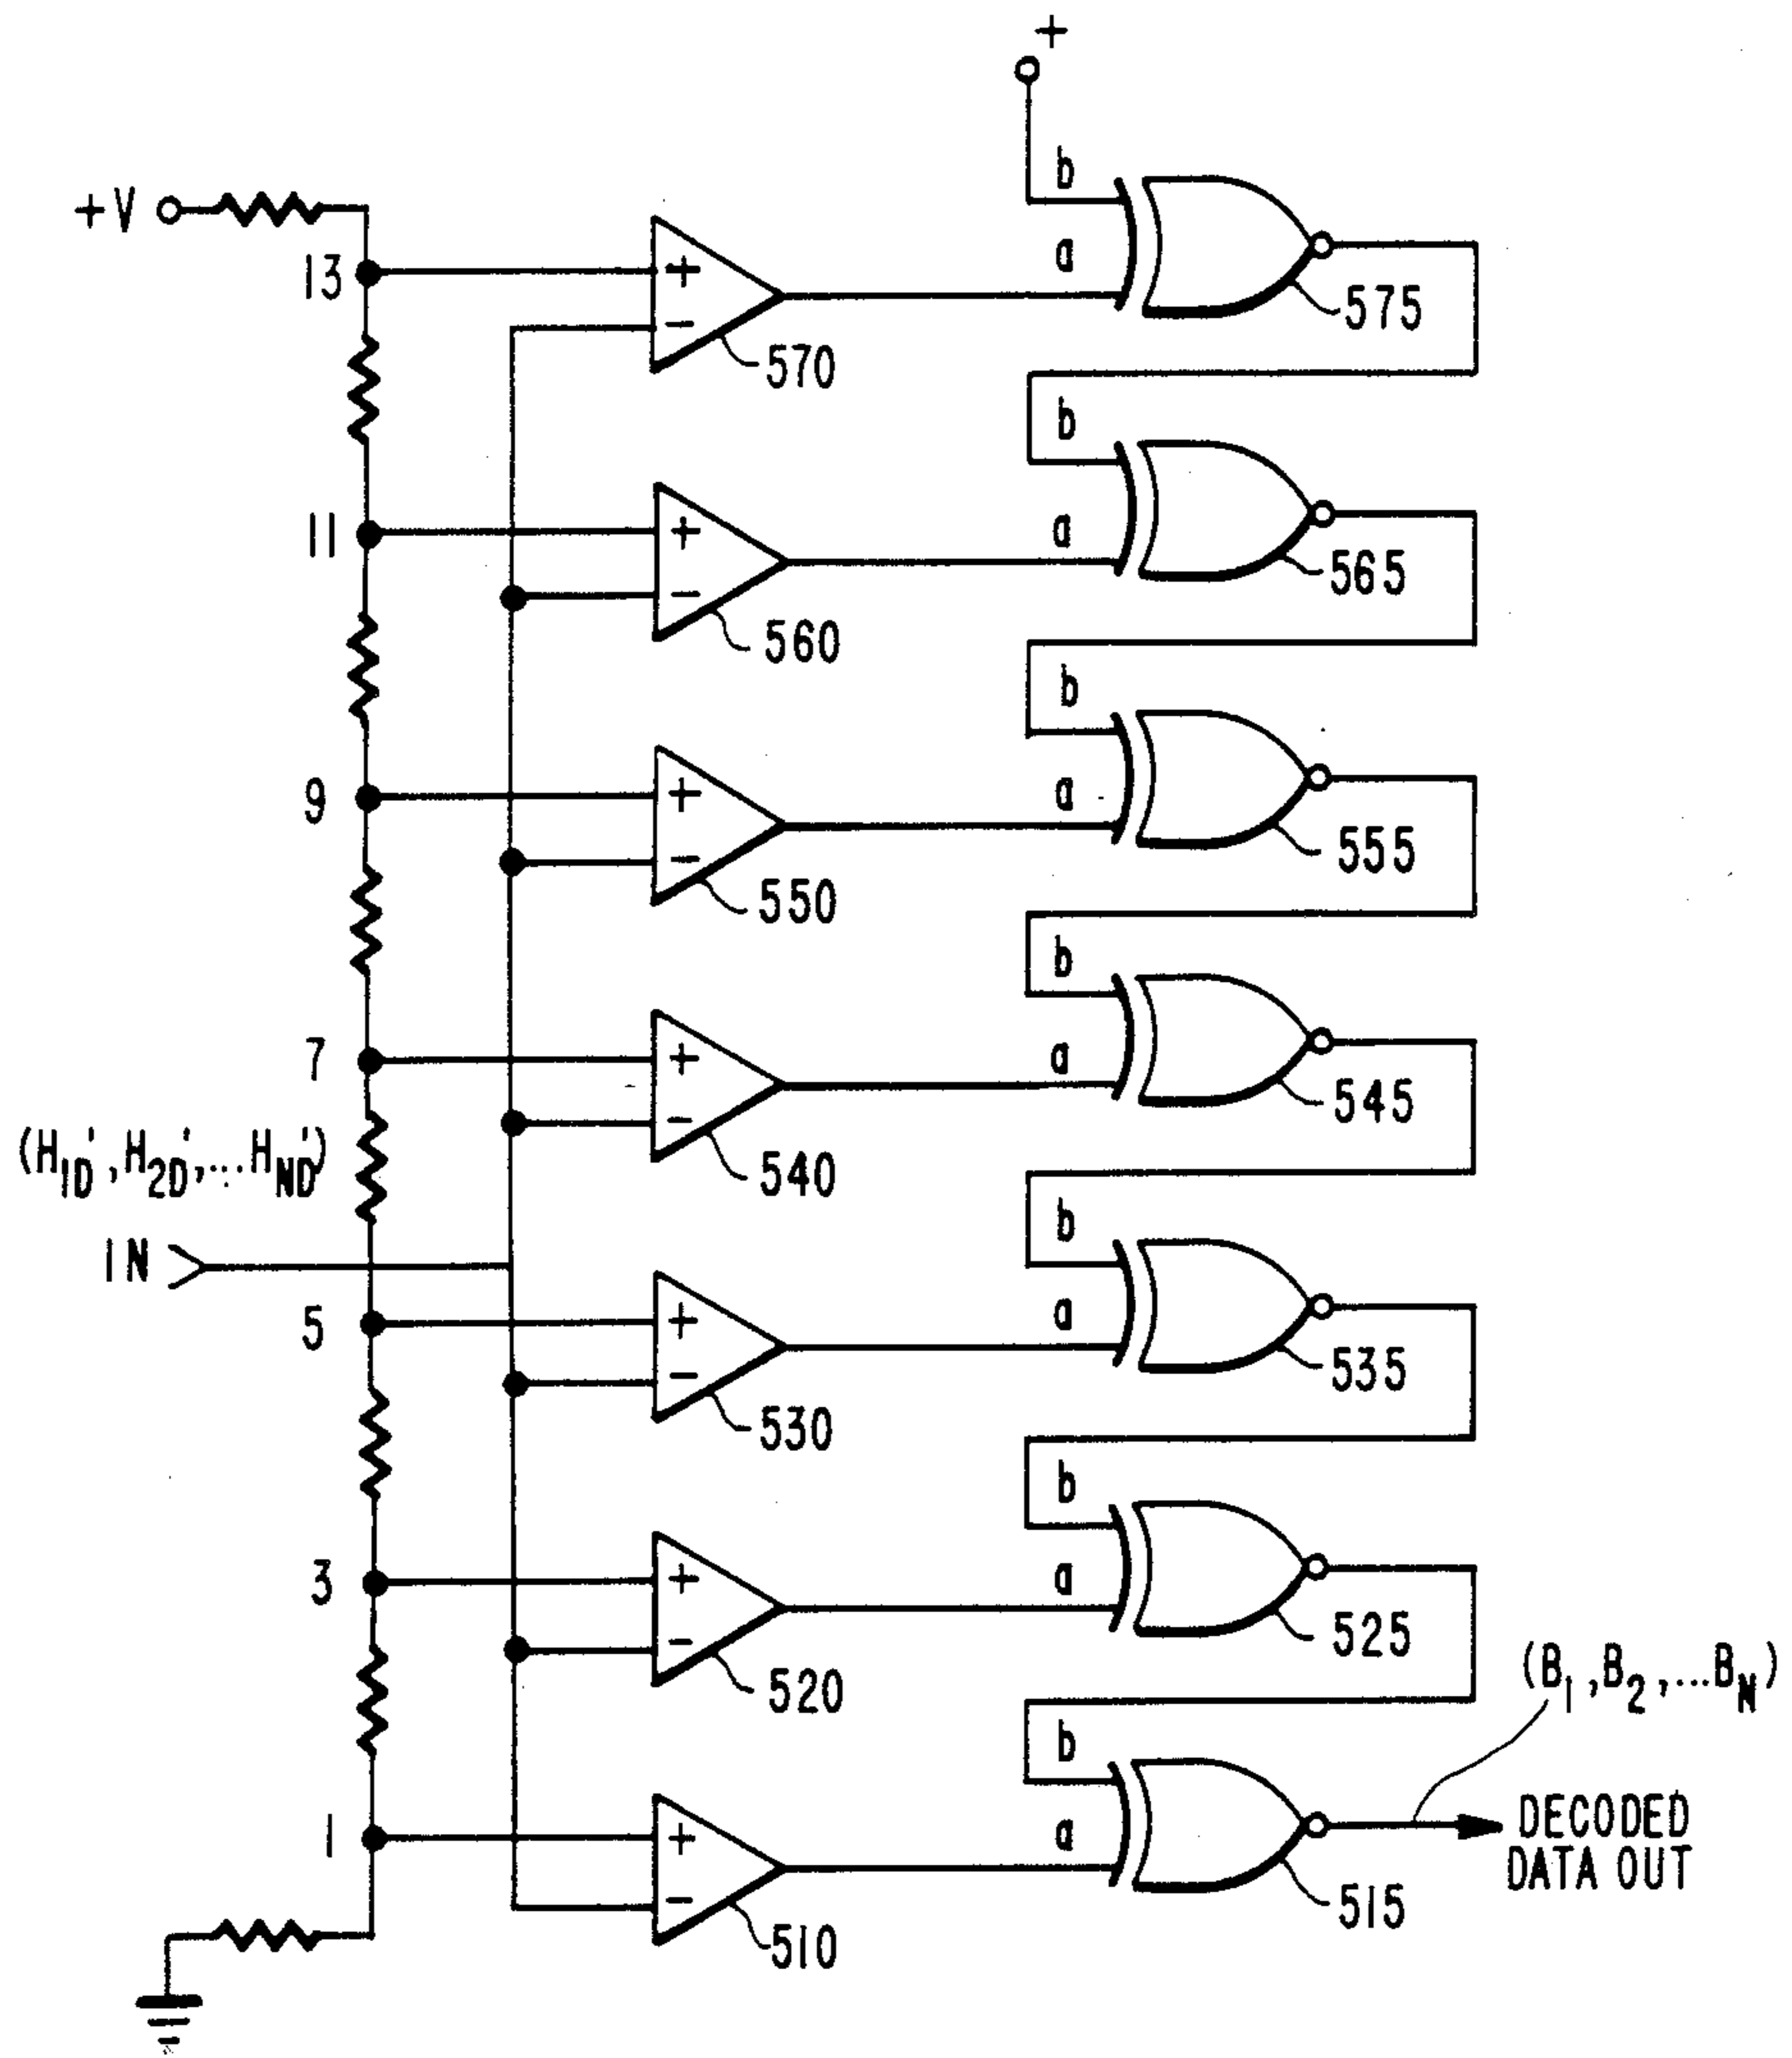 +
b
+V
a
13
+
−
575
570
b
11
+
a
−
565
560
b
9
+
a
−
555
550
b
7
+
a
−
545
540
(H1D', H2D', ... HND')
b
IN
5
+
a
−
535
530
b
3
+
a
−
525
520
(B1, B2, ... BN)
b
1
+
a
DECODED
DATA OUT
−
515
510